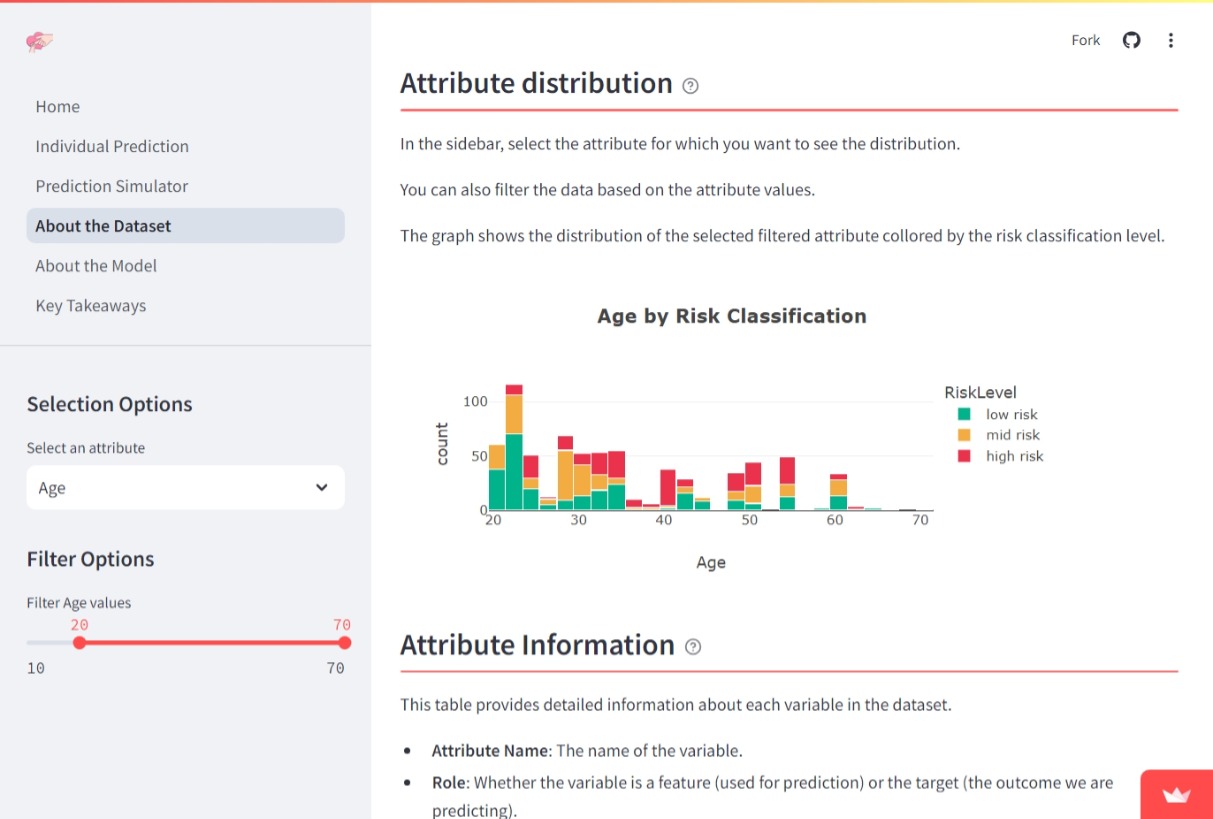 Fork
Home
Individual Prediction
Prediction Simulator
About the Dataset
About the Model
Key Takeaways
Selection Options
Select an attribute
Age
Filter Options
Filter Age values
20 70
10 70
Attribute distribution
In the sidebar, select the attribute for which you want to see the distribution.
You can also filter the data based on the attribute values.
The graph shows the distribution of the selected filtered attribute collored by the risk classification level.
Age by Risk Classification
100
50
0
count
20 30 40 50 60 70
Age
RiskLevel
low risk
mid risk
high risk
Attribute Information
This table provides detailed information about each variable in the dataset.
• Attribute Name: The name of the variable.
• Role: Whether the variable is a feature (used for prediction) or the target (the outcome we are
predicting).